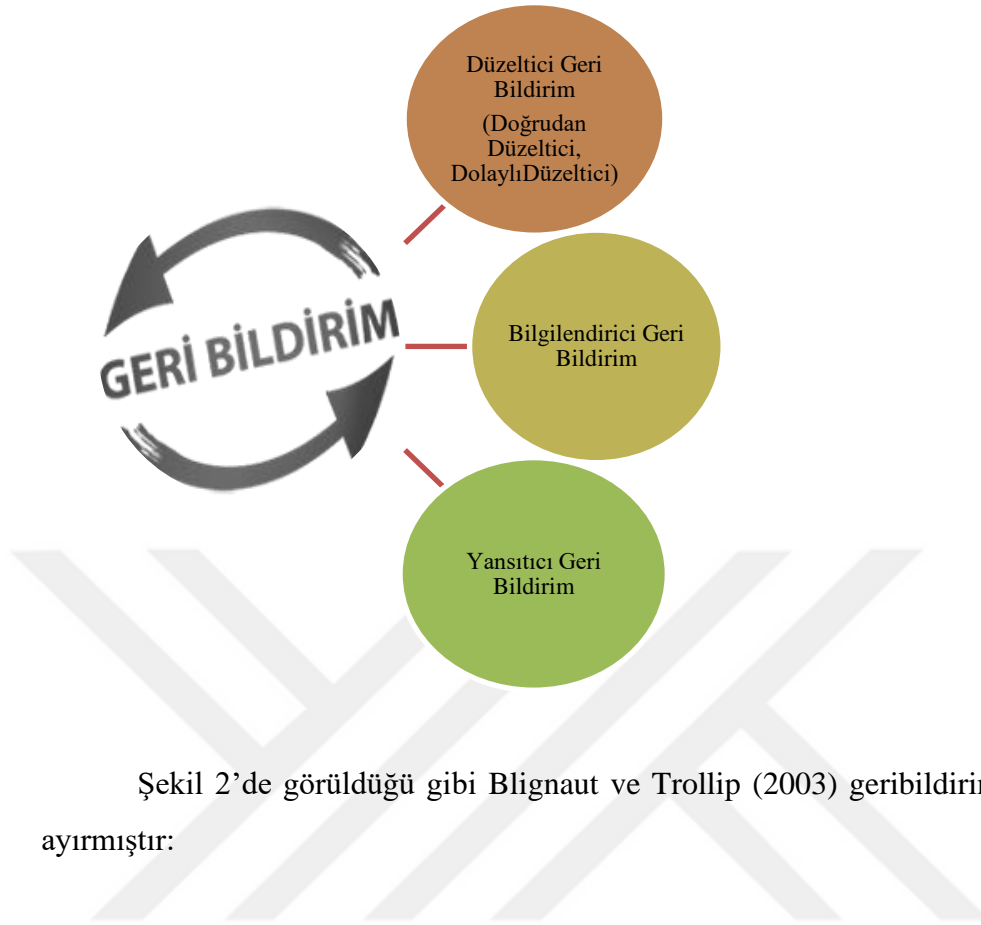 Düzeltici Geri
Bildirim
(Doğrudan
Düzeltici,
DolaylıDüzeltici)
GERİ BİLDİRİM
Bilgilendirici Geri
Bildirim
Yansıtıcı Geri
Bildirim
Şekil 2’de görüldüğü gibi Blignaut ve Trollip (2003)
ayırmıştır: